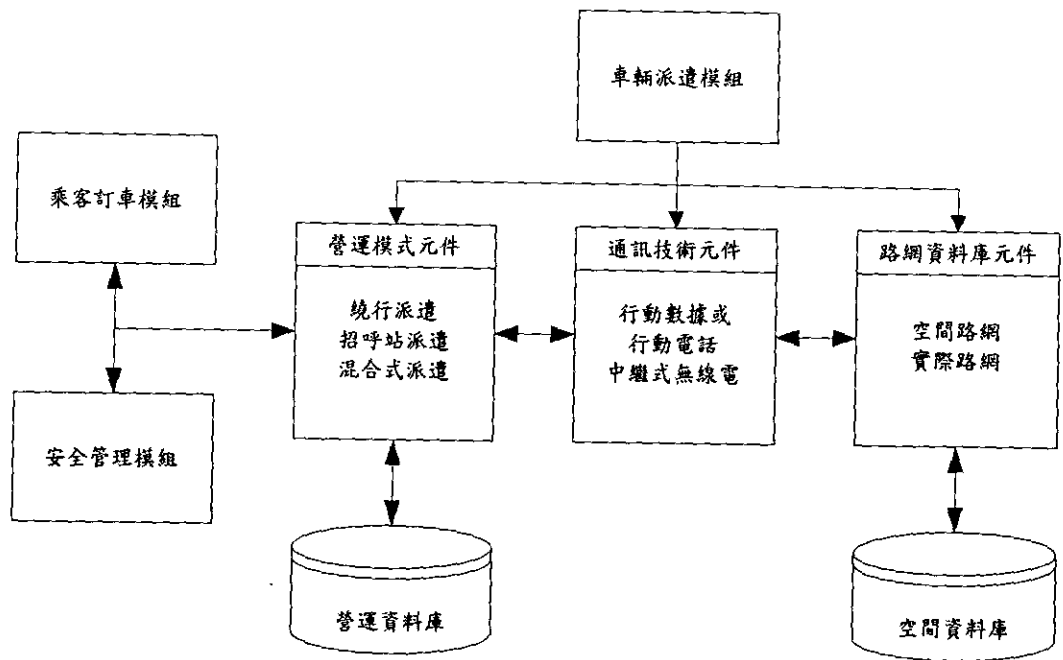 車輛派遣模組
乘客訂車模組
營運模式元件
繞行派遣
招呼站派遣
混合式派遣
通訊技術元件
行動數據或
行動電話
中繼式無線電
路網資料庫元件
空間路網
實際路網
安全管理模組
營運資料庫
空間資料庫